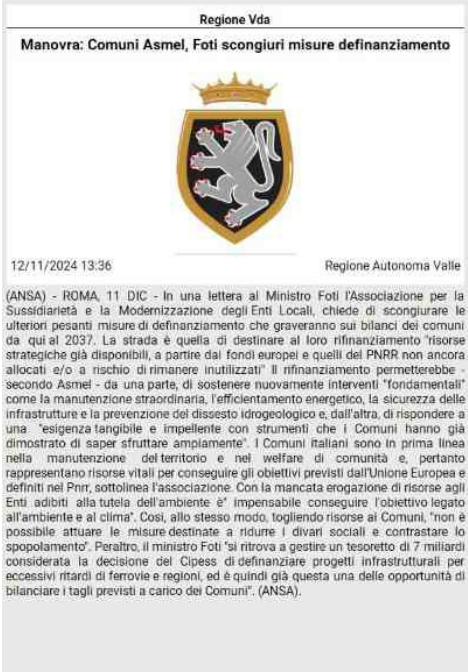 Regione Vda
Manovra: Comuni Asmel, Foti scongiuri misure definanziamento
12/11/2024 13:36
Regione Autonoma Valle
(ANSA) - ROMA, 11 DIC - In una lettera al Ministro Foti l'Associazione per la
Sussidiarietà e la Modernizzazione degli Enti Locali, chiede di scongiurare le
ulteriori pesanti misure di definanziamento che graveranno sui bilanci dei comuni
da qui al 2037. La strada è quella di destinare al loro rifinanziamento "risorse
strategiche già disponibili, a partire dai fondi europei e quelli del PNRR non ancora
allocati e/o a rischio di rimanere inutilizzati" Il rifinanziamento permetterebbe -
secondo Asmel - da una parte, di sostenere nuovamente interventi "fondamentali"
come la manutenzione straordinaria, l'efficientamento energetico, la sicurezza delle
infrastrutture e la prevenzione del dissesto idrogeologico e, dall'altra, di rispondere a
una "esigenza tangibile e impellente con strumenti che i Comuni hanno già
dimostrato di saper sfruttare ampiamente". I Comuni italiani sono in prima linea
nella manutenzione del territorio e nel welfare di comunità e, pertanto
rappresentano risorse vitali per conseguire gli obiettivi previsti dall'Unione Europea e
definiti nel Pnrr, sottolinea l'associazione. Con la mancata erogazione di risorse agli
Enti adibiti alla tutela dell'ambiente è" impensabile conseguire l'obiettivo legato
all'ambiente e al clima". Così, allo stesso modo, togliendo risorse ai Comuni, "non è
possibile attuare le misure destinate a ridurre i divari sociali e contrastare lo
spopolamento". Peraltro, il ministro Foti "si ritrova a gestire un tesoretto di 7 miliardi
considerata la decisione del Cipess di definanziare progetti infrastrutturali per
eccessivi ritardi di ferrovie e regioni, ed è quindi già questa una delle opportunità di
bilanciare i tagli previsti a carico dei Comuni". (ANSA).